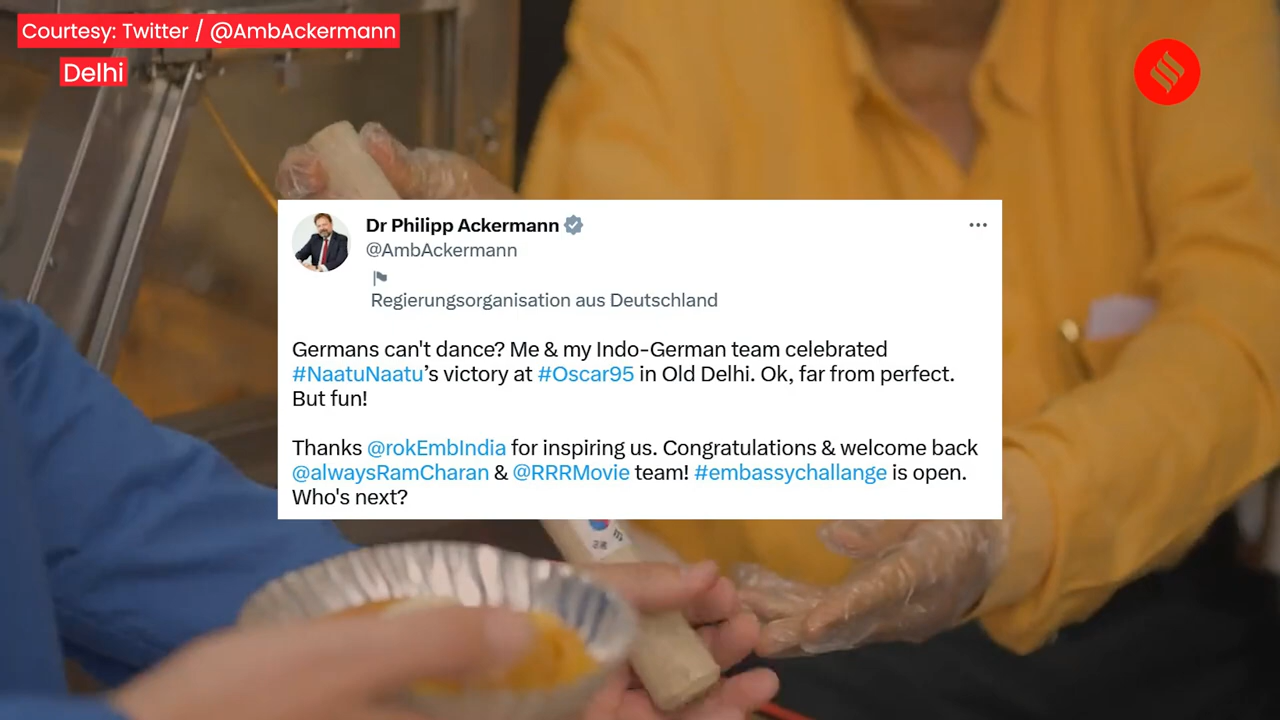 Courtesy: Twitter / @AmbAckermann
Delhi
Dr Philipp Ackermann
@AmbAckermann
Regierungsorganisation aus Deutschland
Germans can't dance? Me & my Indo-German team celebrated
#NaatuNaatu’s victory at #Oscar95 in Old Delhi. Ok, far from perfect.
But fun!
Thanks @rokEmbIndia for inspiring us. Congratulations & welcome back
@alwaysRamCharan & @RRRMovie team! #embassychallange is open.
Who's next?